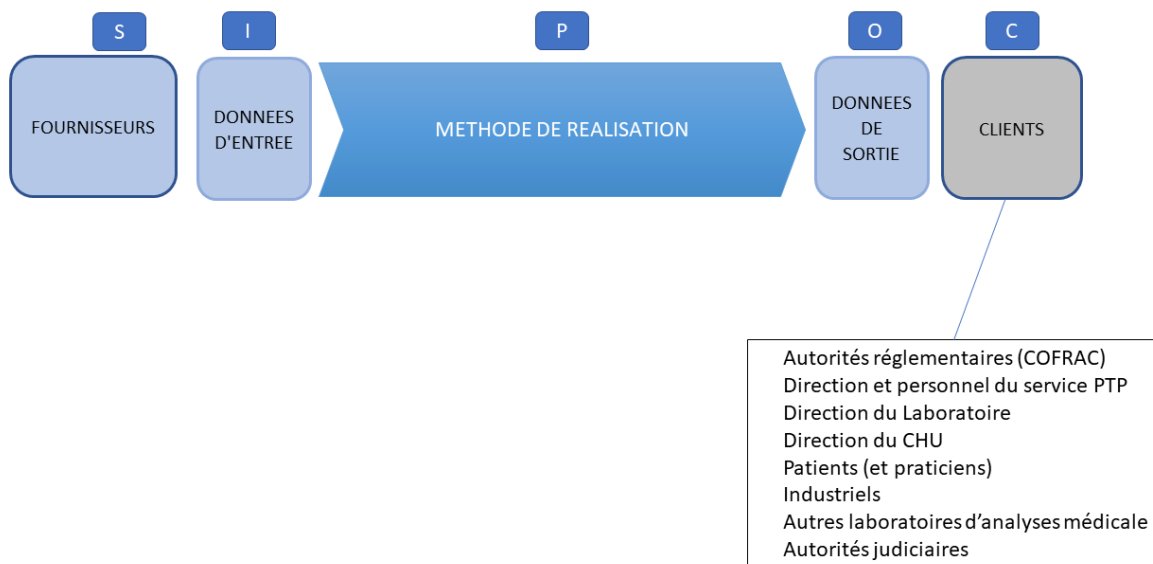 S
I
P
O
C
FOURNISSEURS
DONNEES
D'ENTREE
METHODE DE REALISATION
DONNEES
DE
SORTIE
CLIENTS
Autorités réglementaires (COFRAC)
Direction et personnel du service PTP
Direction du Laboratoire
Direction du CHU
Patients (et praticiens)
Industriels
Autres laboratoires d’analyses médicale
Autorités judiciaires